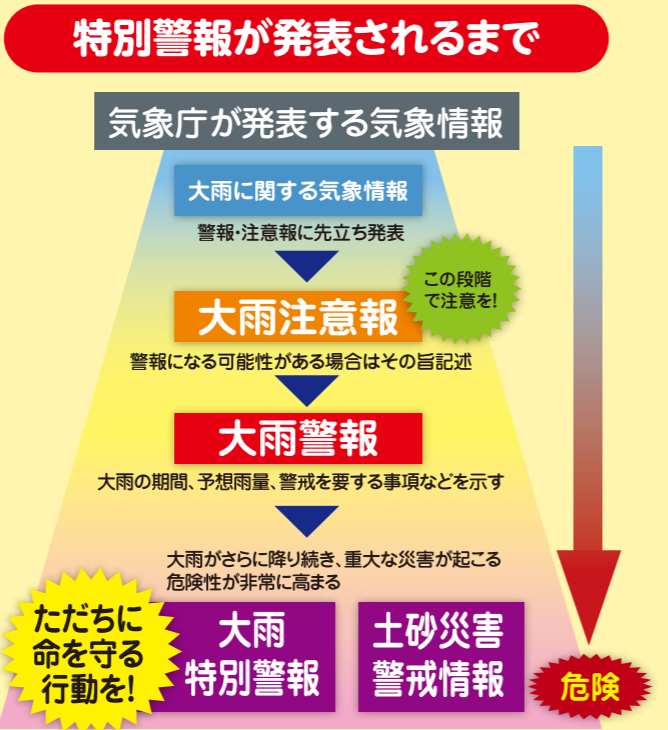 特別警報が発表されるまで
気象庁が発表する気象情報
大雨に関する気象情報
警報・注意報に先立ち発表
この段階
で注意を!
大雨注意報
警報になる可能性がある場合はその旨記述
大雨警報
大雨の期間、予想雨量、警戒を要する事項などを示す
大雨がさらに降り続き、重大な災害が起こる
危険性が非常に高まる
ただちに
命を守る
行動を!
大雨
特別警報
土砂災害
警戒情報
危険